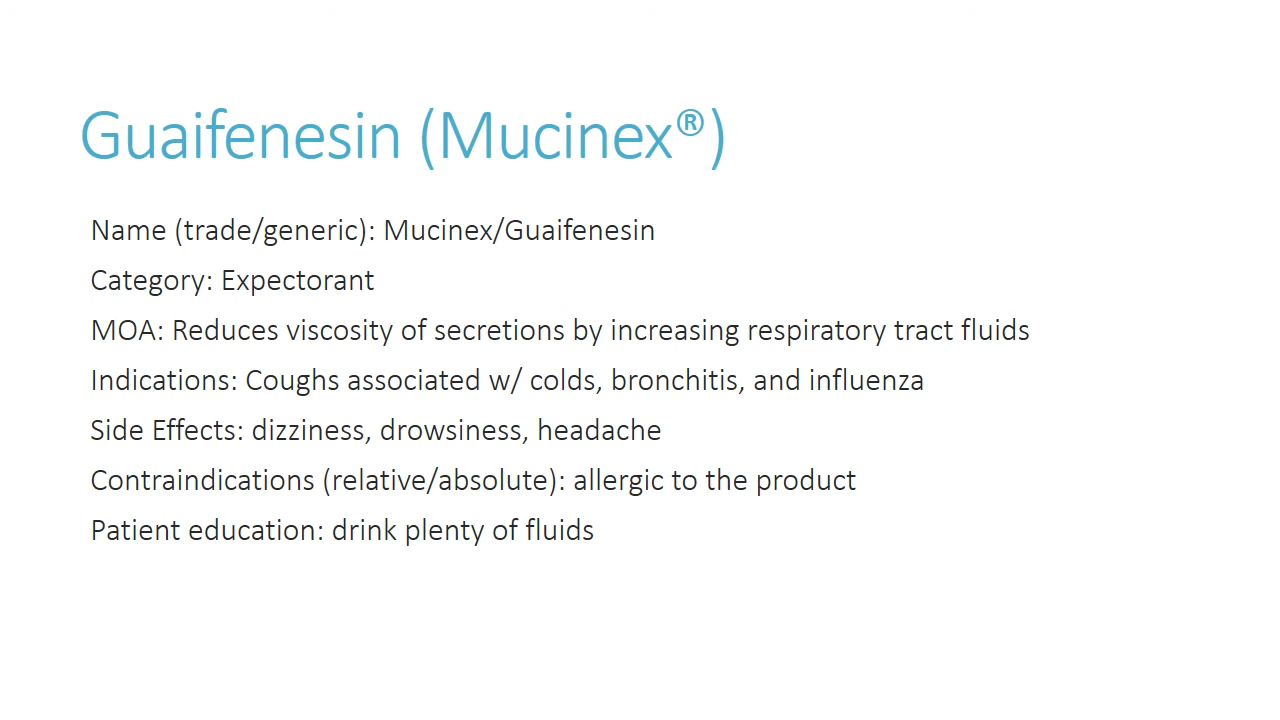 Guaifenesin (Mucinex®)
Name (trade/generic): Mucinex/Guaifenesin
Category: Expectorant
MOA: Reduces viscosity of secretions by increasing respiratory tract fluids
Indications: Coughs associated w/ colds, bronchitis, and influenza
Side Effects: dizziness, drowsiness, headache
Contraindications (relative/absolute): allergic to the product
Patient education: drink plenty of fluids